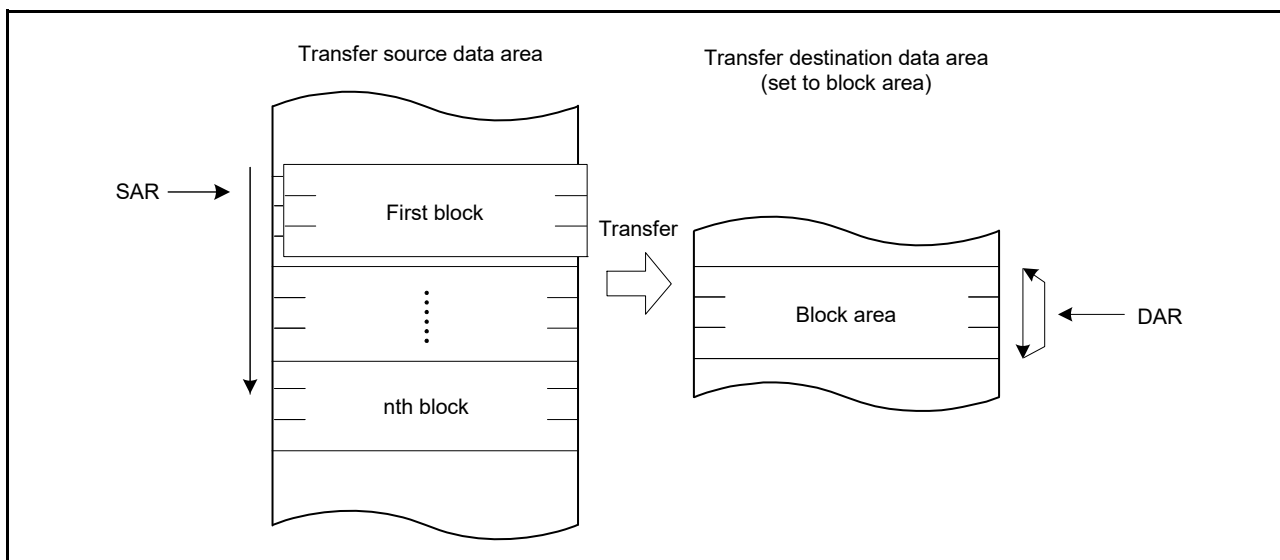 Transfer source data area
Transfer destination data area
(set to block area)
SAR
First block
Transfer
Block area
DAR
nth block